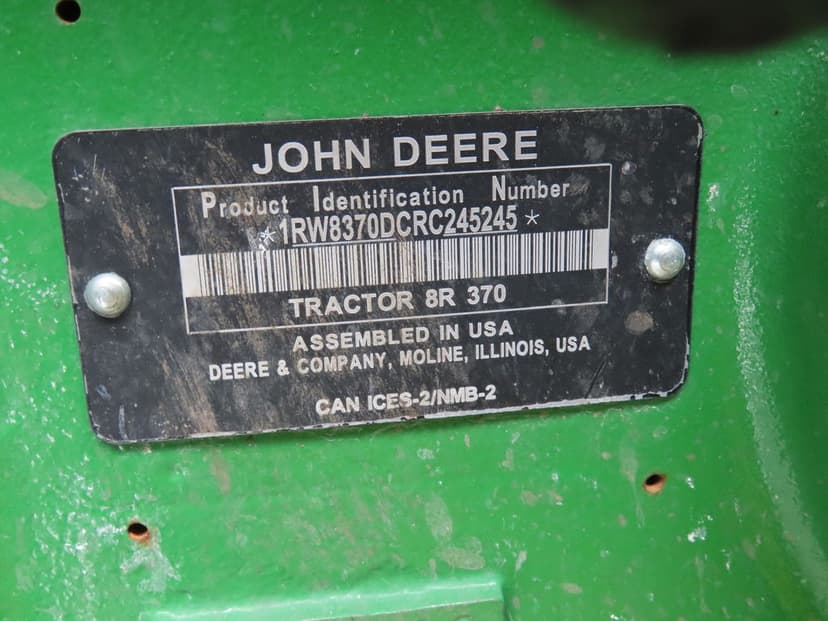 JOHN DEERE
Product Identification Number
*1RW8370DCRC245245*
TRACTOR 8R 370
ASSEMBLED IN USA
DEERE & COMPANY, MOLINE, ILLINOIS, USA
CAN ICES-2/NMB-2